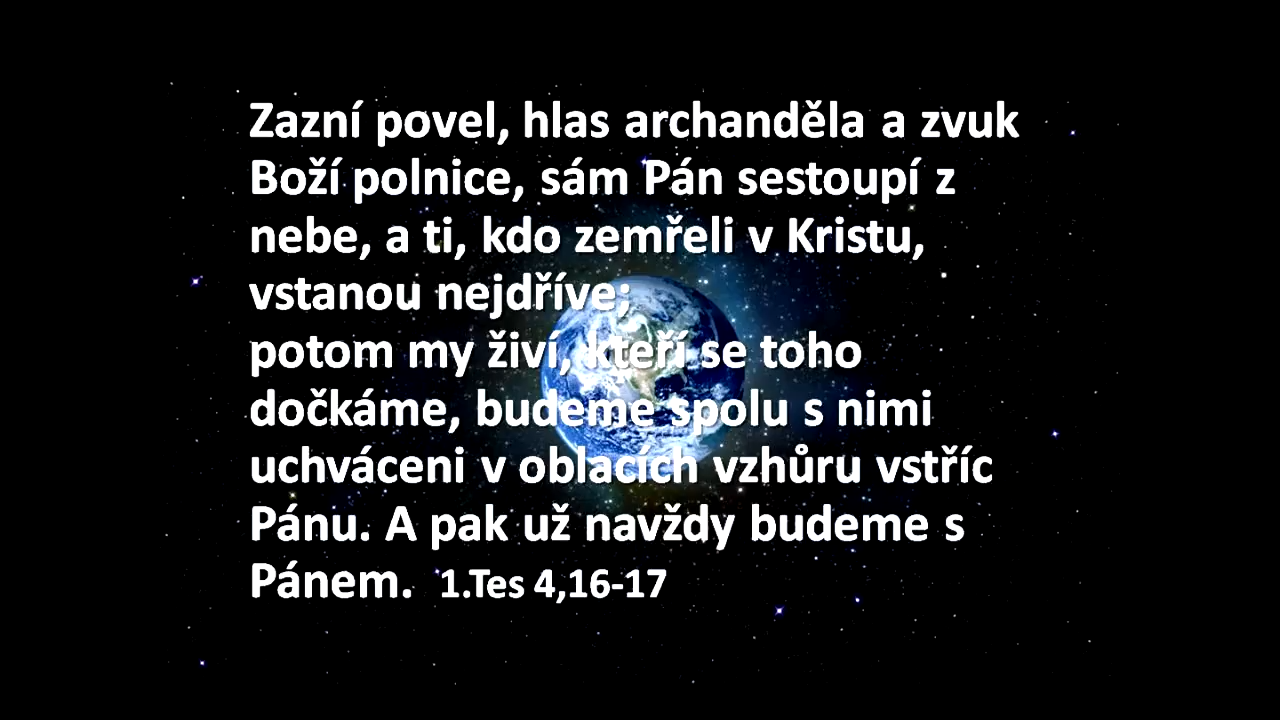 Zazní povel, hlas archanděla a zvuk
Boží polnice, sám Pán sestoupí z
nebe, a ti, kdo zemřeli v Kristu,
vstanou nejdříve;
potom my živí, kteří se toho
dočkáme, budeme spolu s nimi
uchváceni v oblacích vzhůru vstříc
Pánu. A pak už navždy budeme s
Pánem. 1.Tes 4,16-17